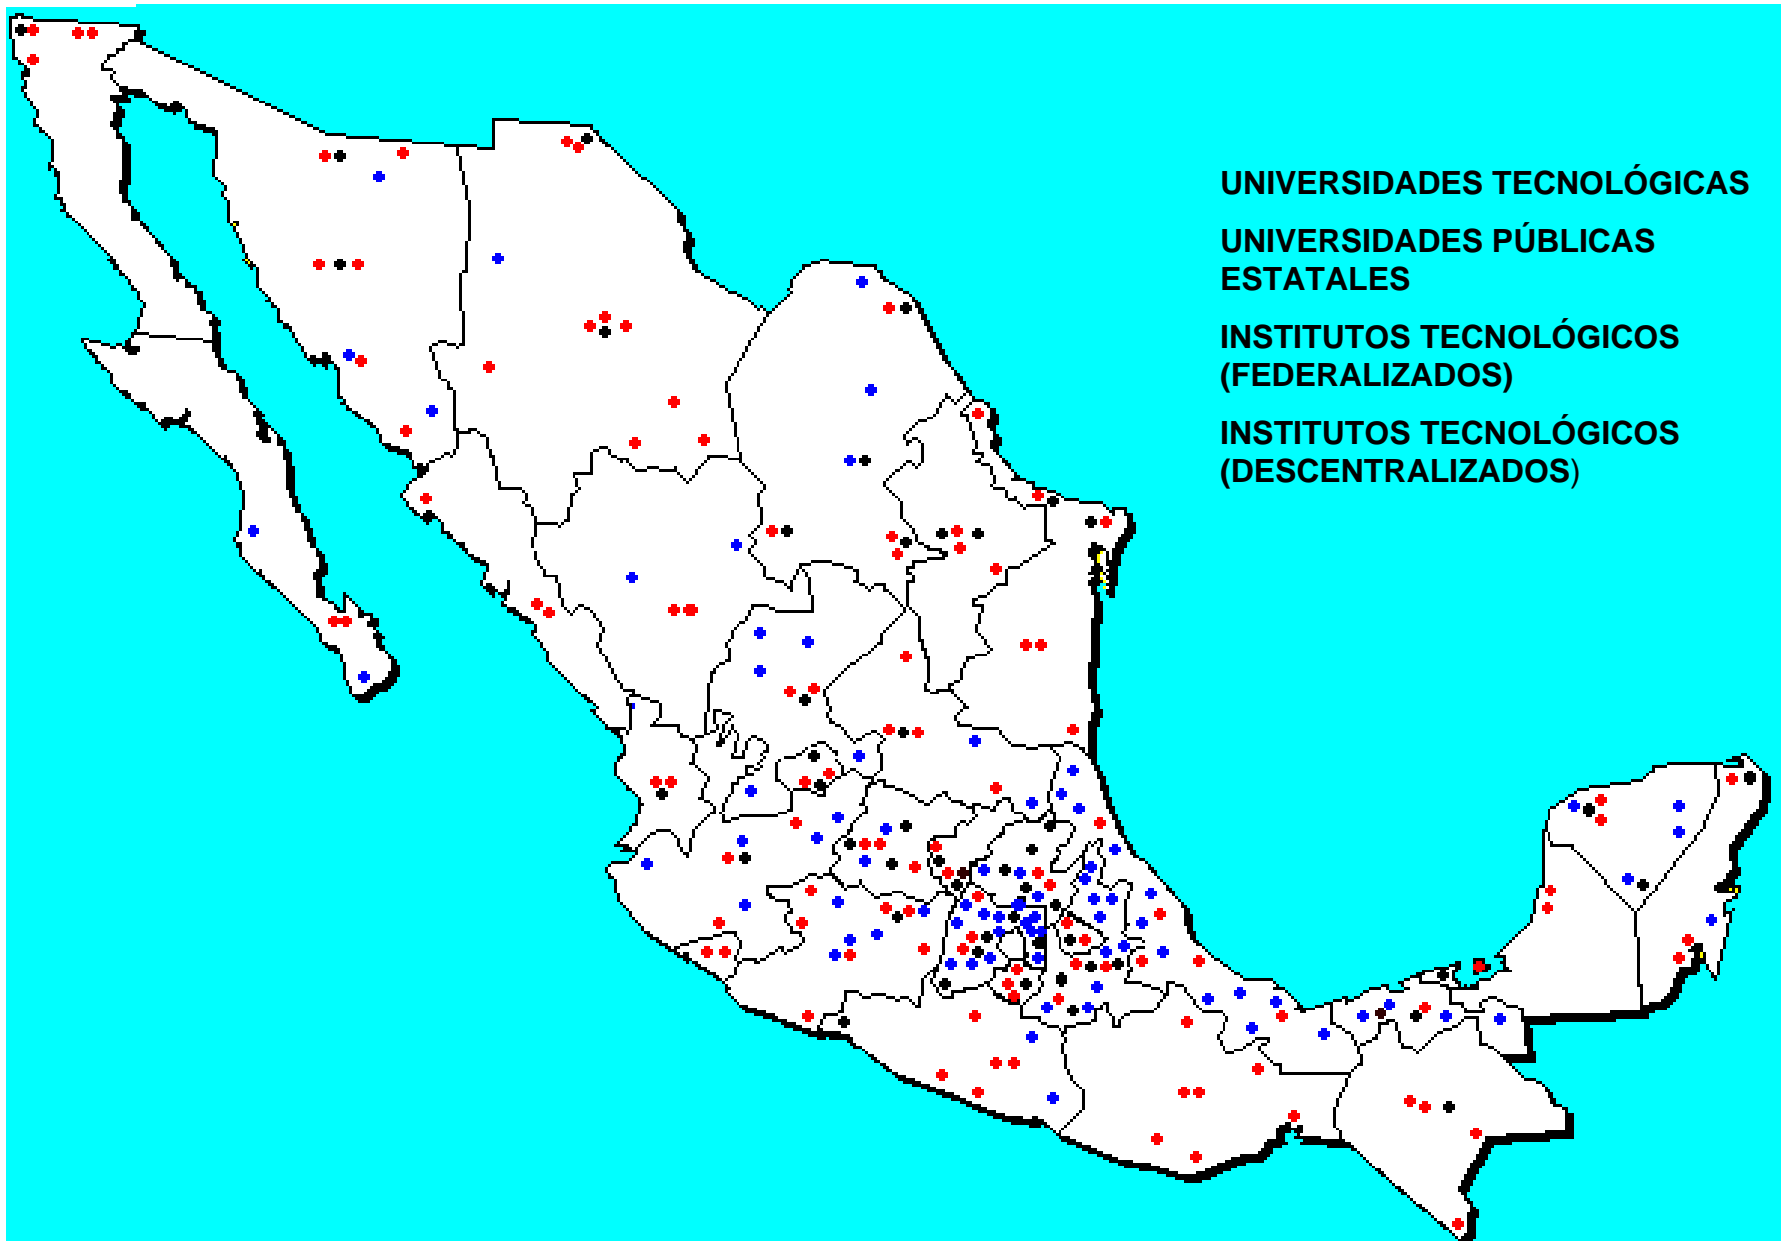 UNIVERSIDADES TECNOLÓGICAS
UNIVERSIDADES PÚBLICAS
ESTATALES
INSTITUTOS TECNOLÓGICOS
(FEDERALIZADOS)
INSTITUTOS TECNOLÓGICOS
(DESCENTRALIZADOS)